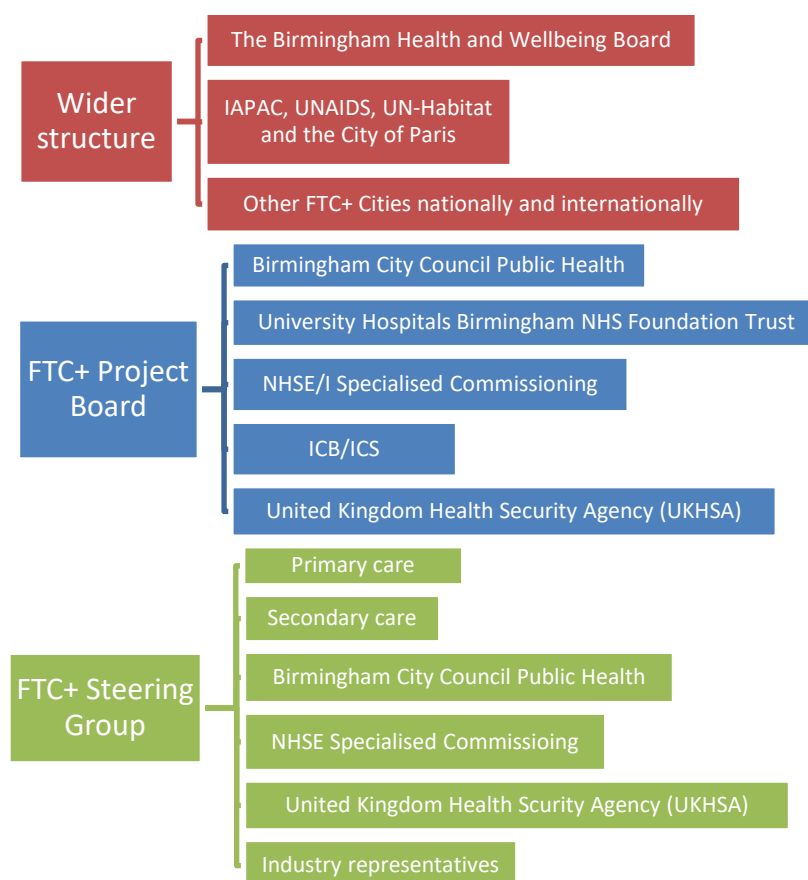 Wider
structure
The Birmingham Health and Wellbeing Board
IAPAC, UNAIDS, UN-Habitat
and the City of Paris
Other FTC+ Cities nationally and internationally
FTC+ Project
Board
Birmingham City Council Public Health
University Hospitals Birmingham NHS Foundation Trust
NHSE/I Specialised Commissioning
ICB/ICS
United Kingdom Health Security Agency (UKHSA)
FTC+ Steering
Group
Primary care
Secondary care
Birmingham City Council Public Health
NHSE Specialised Commissioing
United Kingdom Health Scurity Agency (UKHSA)
Industry representatives